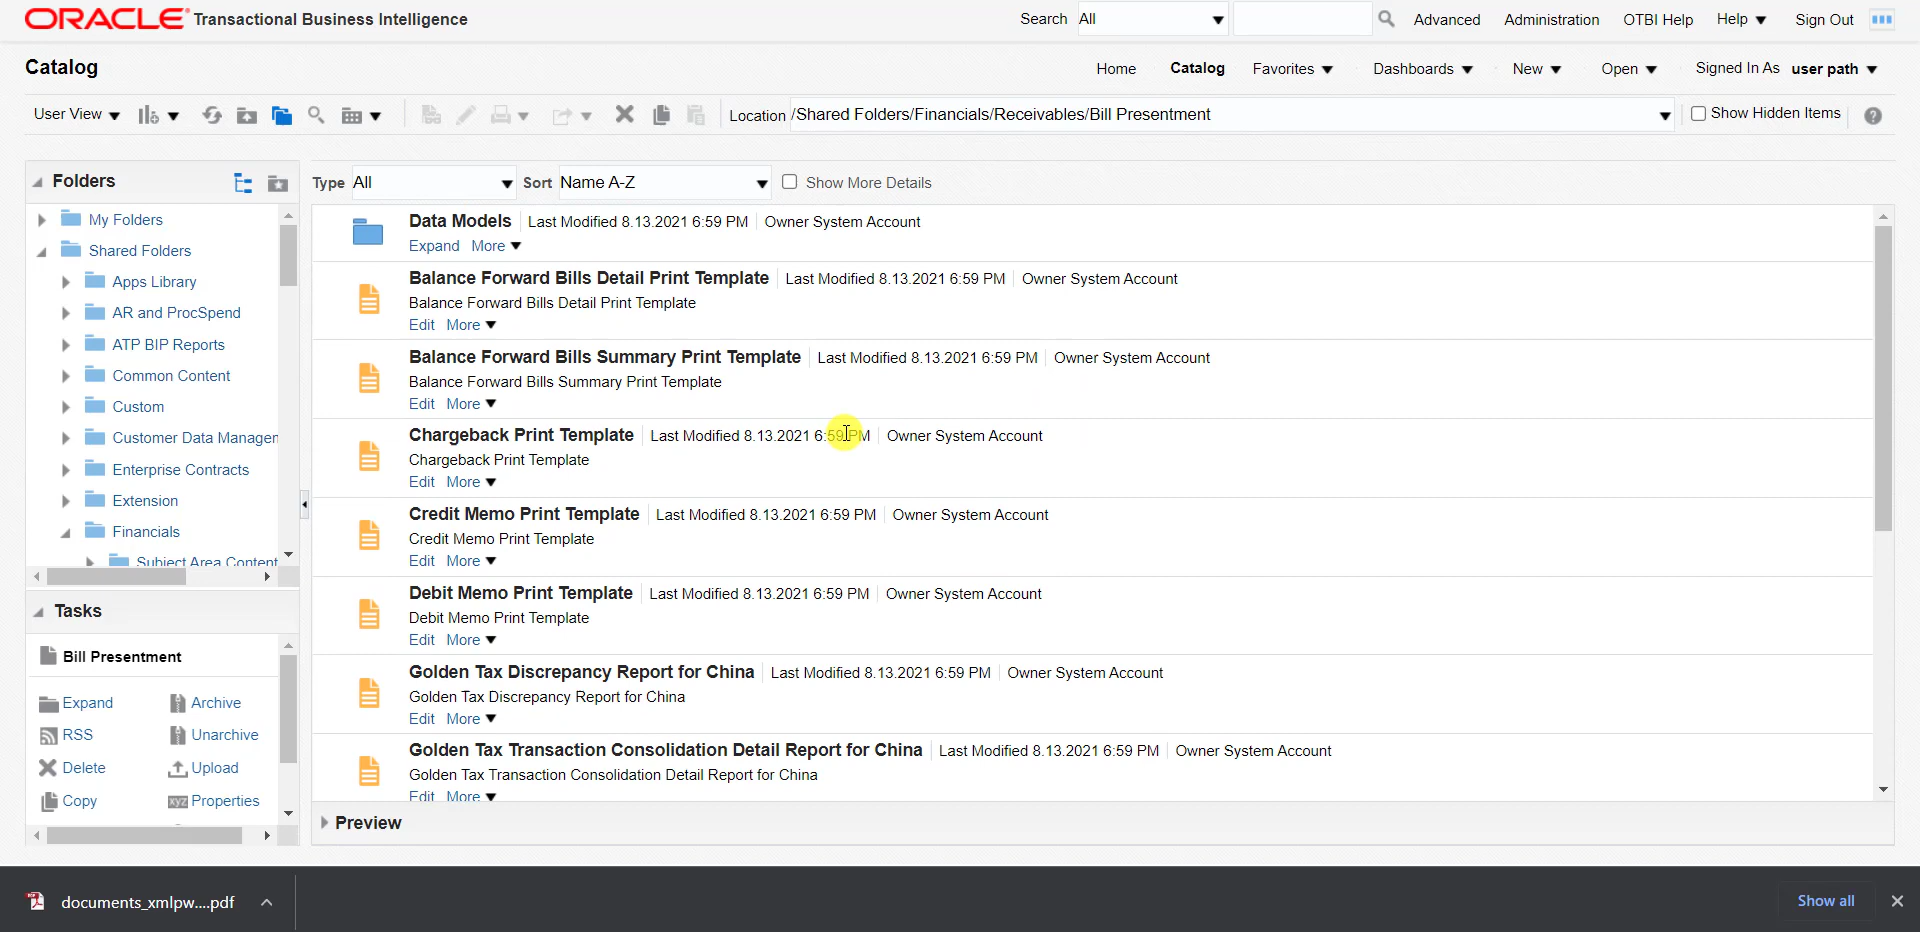 ORACLE Transactional Business Intelligence
Search All Advanced Administration OTBI Help Help Sign Out
Catalog
Home Catalog Favorites Dashboards New Open Signed In As user path
User View Location /Shared Folders/Financials/Receivables/Bill Presentment Show Hidden Items
Folders
My Folders
Shared Folders
Apps Library
AR and ProcSpend
ATP BIP Reports
Common Content
Custom
Customer Data Manager
Enterprise Contracts
Extension
Financials
Subject Area Content
Tasks
Bill Presentment
Expand Archive
RSS Unarchive
Delete Upload
Copy xyz Properties
Type All Sort Name A-Z Show More Details
Data Models Last Modified 8.13.2021 6:59 PM Owner System Account
Expand More
Balance Forward Bills Detail Print Template Last Modified 8.13.2021 6:59 PM Owner System Account
Balance Forward Bills Detail Print Template
Edit More
Balance Forward Bills Summary Print Template Last Modified 8.13.2021 6:59 PM Owner System Account
Balance Forward Bills Summary Print Template
Edit More
Chargeback Print Template Last Modified 8.13.2021 6:59 PM Owner System Account
Chargeback Print Template
Edit More
Credit Memo Print Template Last Modified 8.13.2021 6:59 PM Owner System Account
Credit Memo Print Template
Edit More
Debit Memo Print Template Last Modified 8.13.2021 6:59 PM Owner System Account
Debit Memo Print Template
Edit More
Golden Tax Discrepancy Report for China Last Modified 8.13.2021 6:59 PM Owner System Account
Golden Tax Discrepancy Report for China
Edit More
Golden Tax Transaction Consolidation Detail Report for China Last Modified 8.13.2021 6:59 PM Owner System Account
Golden Tax Transaction Consolidation Detail Report for China
Edit More
Preview
documents_xmlpw....pdf Show all